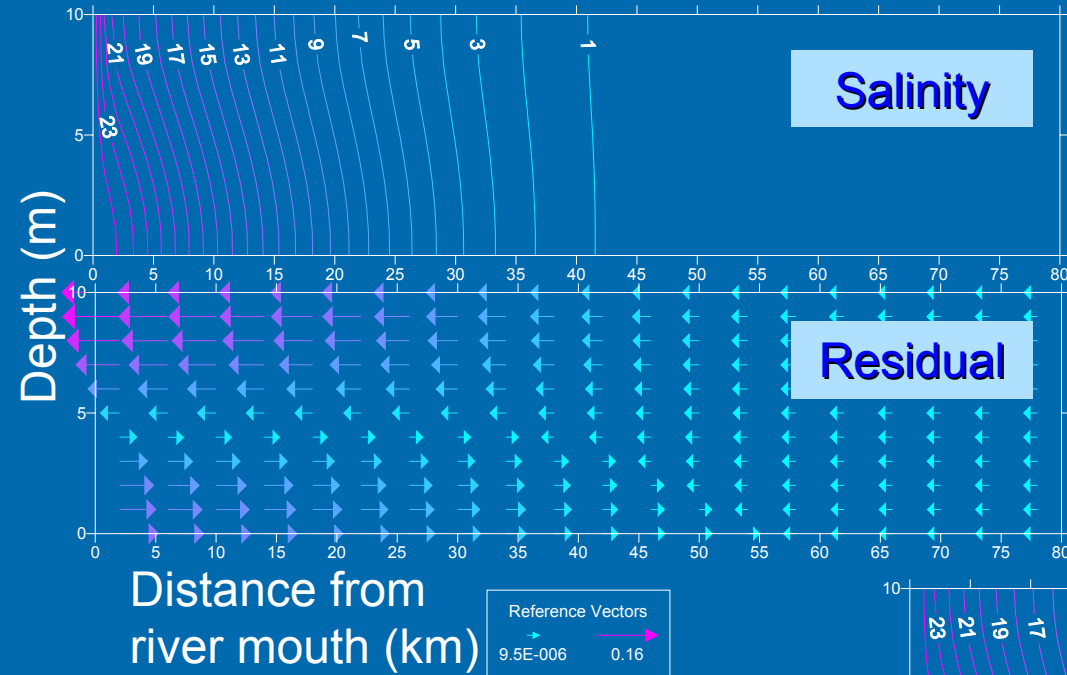 10
21 19 17 15 13 11 9 7 5 3 1
Salinity
23
5
0
0 5 10 15 20 25 30 35 40 45 50 55 60 65 70 75 80
Depth (m)
10
Residual
5
0
0 5 10 15 20 25 30 35 40 45 50 55 60 65 70 75 80
Distance from
river mouth (km)
Reference Vectors
9.5E-006 0.16
10
23 21 19 17